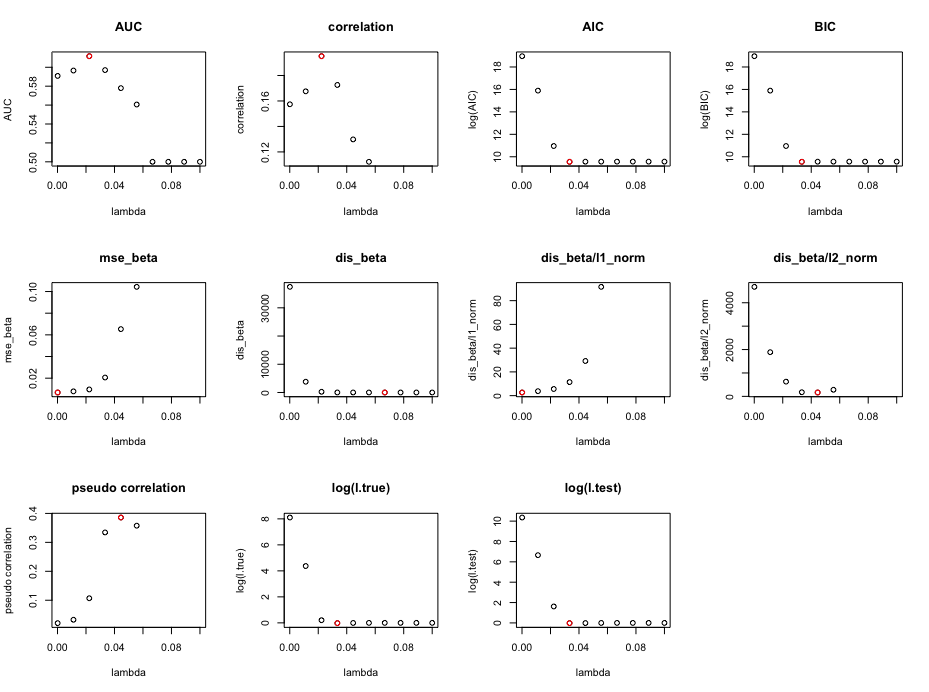 AUC
AUC
0.50 0.54 0.58
0.00 0.04 0.08
lambda
correlation
correlation
0.12 0.16
0.00 0.04 0.08
lambda
AIC
log(AIC)
10 12 14 16 18
0.00 0.04 0.08
lambda
BIC
log(BIC)
10 12 14 16 18
0.00 0.04 0.08
lambda
mse_beta
mse_beta
0.02 0.06 0.10
0.00 0.04 0.08
lambda
dis_beta
dis_beta
0 10000 30000
0.00 0.04 0.08
lambda
dis_beta/l1_norm
dis_beta/l1_norm
0 20 40 60 80
0.00 0.04 0.08
lambda
dis_beta/l2_norm
dis_beta/l2_norm
0 2000 4000
0.00 0.04 0.08
lambda
pseudo correlation
pseudo correlation
0.1 0.2 0.3 0.4
0.00 0.04 0.08
lambda
log(l.true)
log(l.true)
0 2 4 6 8
0.00 0.04 0.08
lambda
log(l.test)
log(l.test)
0 2 4 6 8 10
0.00 0.04 0.08
lambda